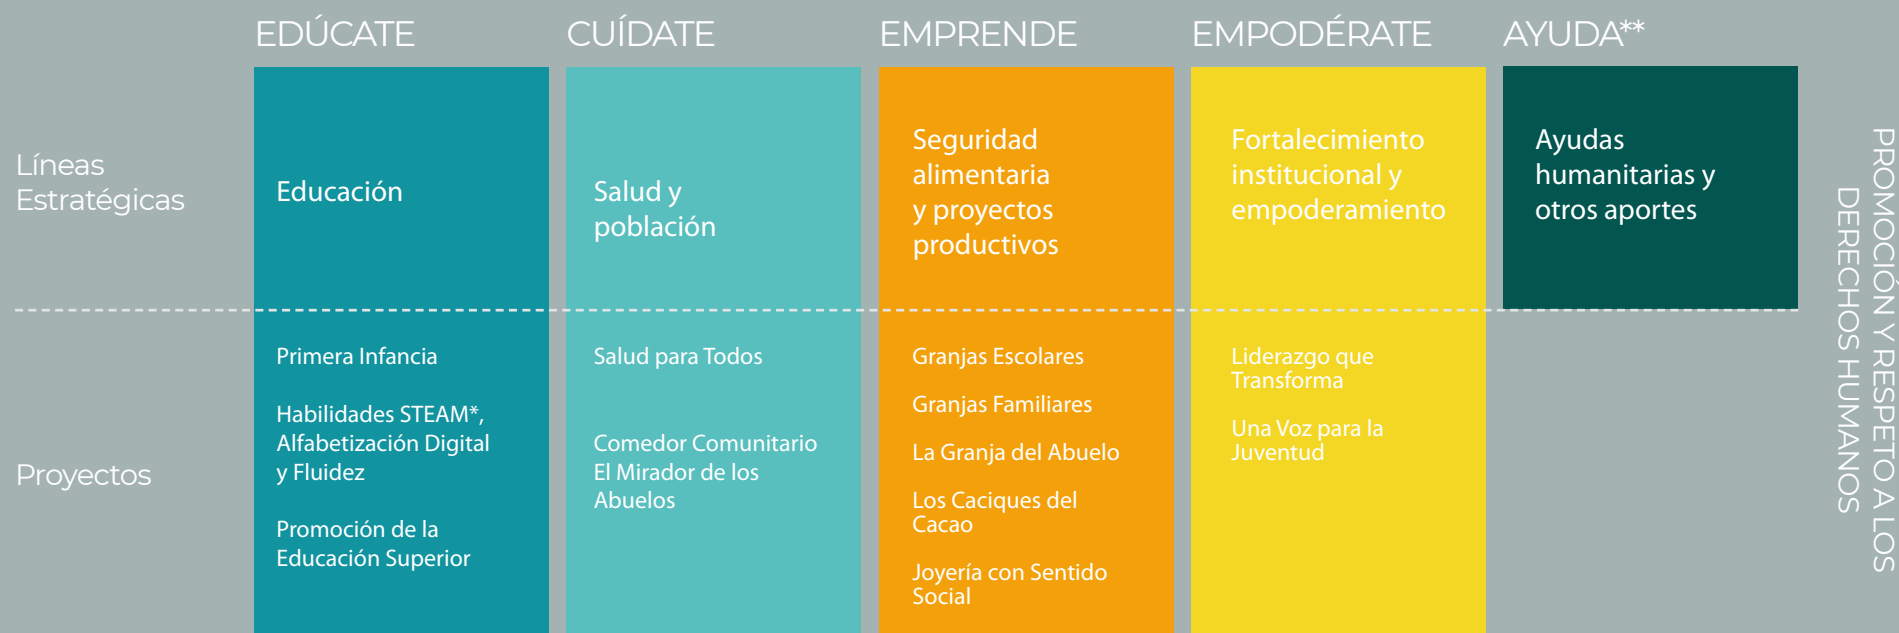 EDÚCATE
CUÍDATE
EMPRENDE
EMPODÉRATE
AYUDA**
Líneas
Estratégicas
Educación
Salud y
población
Seguridad
alimentaria
y proyectos
productivos
Fortalecimiento
institucional y
empoderamiento
Ayudas
humanitarias y
otros aportes
Proyectos
Primera Infancia
Habilidades STEAM*,
Alfabetización Digital
y Fluidez
Promoción de la
Educación Superior
Salud para Todos
Comedor Comunitario
El Mirador de los
Abuelos
Granjas Escolares
Granjas Familiares
La Granja del Abuelo
Los Caciques del
Cacao
Joyería con Sentido
Social
Liderazgo que
Transforma
Una Voz para la
Juventud
PROMOCIÓN Y RESPETO A LOS
DERECHOS HUMANOS